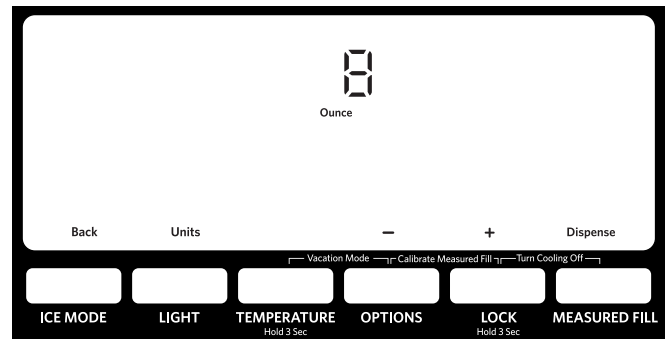 8
Ounce
Back Units − + Dispense
Vacation Mode Calibrate Measured Fill Turn Cooling Off
ICE MODE LIGHT TEMPERATURE OPTIONS LOCK MEASURED FILL
Hold 3 Sec Hold 3 Sec